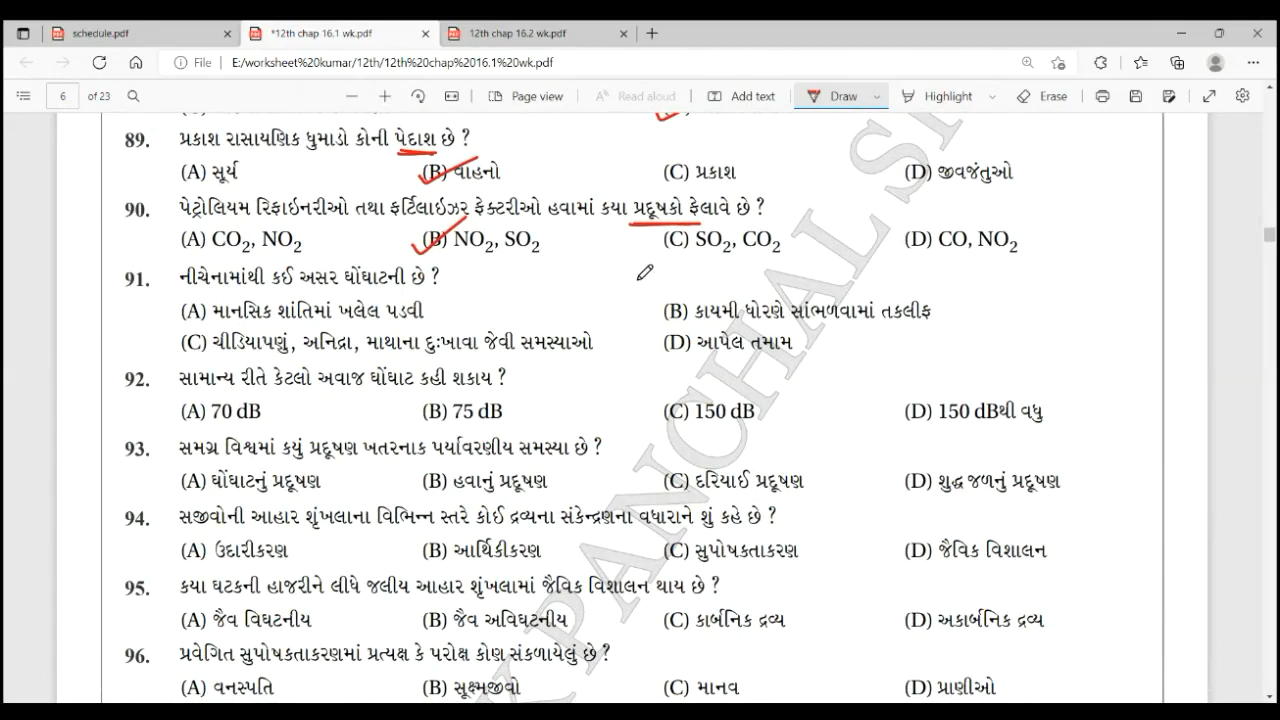 schedule.pdf
*12th chap 16.1 wk.pdf
12th chap 16.2 wk.pdf
File
E:/worksheet%20kumar/12th/12th%20chap%2016.1%20wk.pdf
6 of 23
Page view
Read aloud
Add text
Draw
Highlight
Erase
89. પ્રકાશ રાસાયણિક ધુમાડો કોની પેદાશ છે ?
(A) સૂર્ય (B) વાહનો (C) પ્રકાશ (D) જીવજંતુઓ
90. પેટ્રોલિયમ રિફાઇનરીઓ તથા ફર્ટિલાઇઝર ફેક્ટરીઓ હવામાં કયા પ્રદૂષકો ફેલાવે છે ?
(A) CO₂, NO₂ (B) NO₂, SO₂ (C) SO₂, CO₂ (D) CO, NO₂
91. નીચેનામાંથી કઈ અસર ઘોંઘાટની છે ?
(A) માનસિક શાંતિમાં ખલેલ પડવી (B) કાયમી ધોરણે સાંભળવામાં તકલીફ
(C) ચીડિયાપણું, અનિદ્રા, માથાના દુઃખાવા જેવી સમસ્યાઓ (D) આપેલ તમામ
92. સામાન્ય રીતે કેટલો અવાજ ઘોંઘાટ કહી શકાય ?
(A) 70 dB (B) 75 dB (C) 150 dB (D) 150 dBથી વધુ
93. સમગ્ર વિશ્વમાં કયું પ્રદૂષણ ખતરનાક પર્યાવરણીય સમસ્યા છે ?
(A) ઘોંઘાટનું પ્રદૂષણ (B) હવાનું પ્રદૂષણ (C) દરિયાઈ પ્રદૂષણ (D) શુદ્ધ જળનું પ્રદૂષણ
94. સજીવોની આહાર શૃંખલાના વિભિન્ન સ્તરે કોઈ દ્રવ્યના સંકેન્દ્રણના વધારાને શું કહે છે ?
(A) ઉદારીકરણ (B) આર્થિકીકરણ (C) સુપોષકતાકરણ (D) જૈવિક વિશાલન
95. કયા ઘટકની હાજરીને લીધે જલીય આહાર શૃંખલામાં જૈવિક વિશાલન થાય છે ?
(A) જૈવ વિઘટનીય (B) જૈવ અવિઘટનીય (C) કાર્બનિક દ્રવ્ય (D) અકાર્બનિક દ્રવ્ય
96. પ્રવેગિત સુપોષકતાકરણમાં પ્રત્યક્ષ કે પરોક્ષ કોણ સંકળાયેલું છે ?
(A) વનસ્પતિ (B) સૂક્ષ્મજીવો (C) માનવ (D) પ્રાણીઓ
K PANCHAL SI